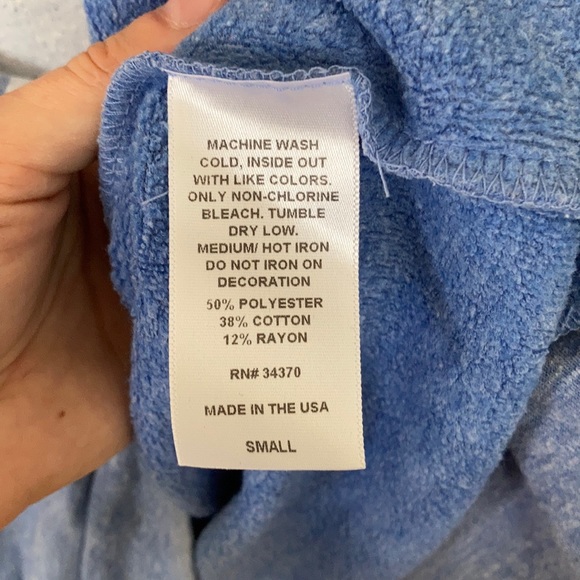 MACHINE WASH
COLD, INSIDE OUT
WITH LIKE COLORS.
ONLY NON-CHLORINE
BLEACH. TUMBLE
DRY LOW.
MEDIUM/ HOT IRON
DO NOT IRON ON
DECORATION
50% POLYESTER
38% COTTON
12% RAYON
RN# 34370
MADE IN THE USA
SMALL